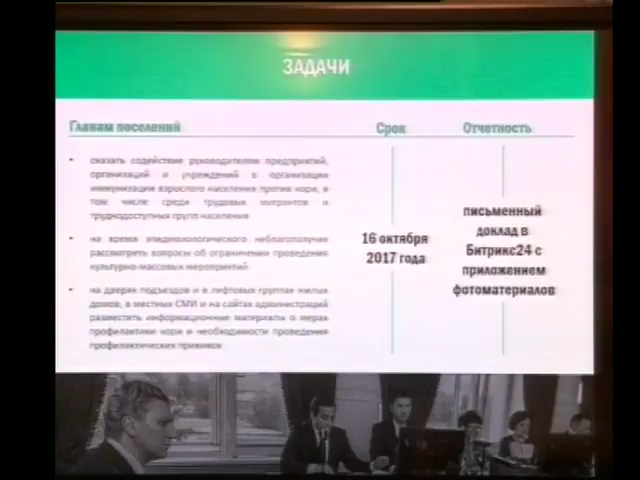 ЗАДАЧИ
Главам поселений
Срок
Отчетность
• оказать содействие руководителям предприятий,
организаций и учреждений в организации
иммунизации взрослого населения против кори, в
том числе среди трудовых мигрантов и
труднодоступных групп населения
• на время эпидемиологического неблагополучия
рассмотреть вопросы об ограничении проведения
культурно-массовых мероприятий
• на дверях подъездов и в лифтовых группах жилых
домов, в местных СМИ и на сайтах администраций
разместить информационные материалы о мерах
профилактики кори и необходимости проведения
профилактических прививок
16 октября
2017 года
письменный
доклад в
Битрикс24 с
приложением
фотоматериалов